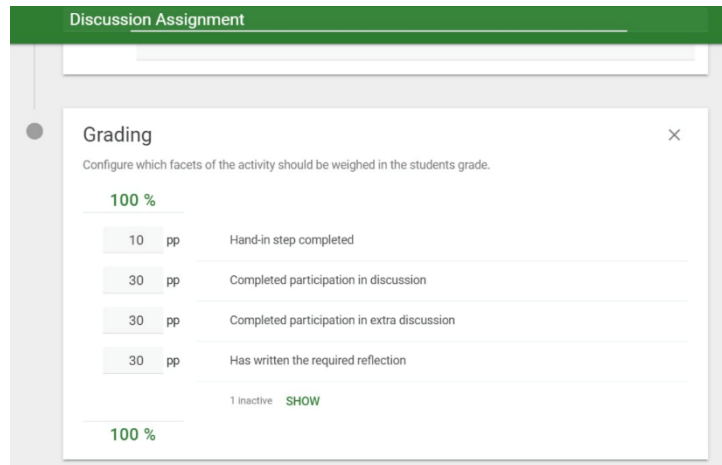 Discussion Assignment
Grading
Configure which facets of the activity should be weighed in the students grade.
100 %
10 pp Hand-in step completed
30 pp Completed participation in discussion
30 pp Completed participation in extra discussion
30 pp Has written the required reflection
1 inactive SHOW
100 %